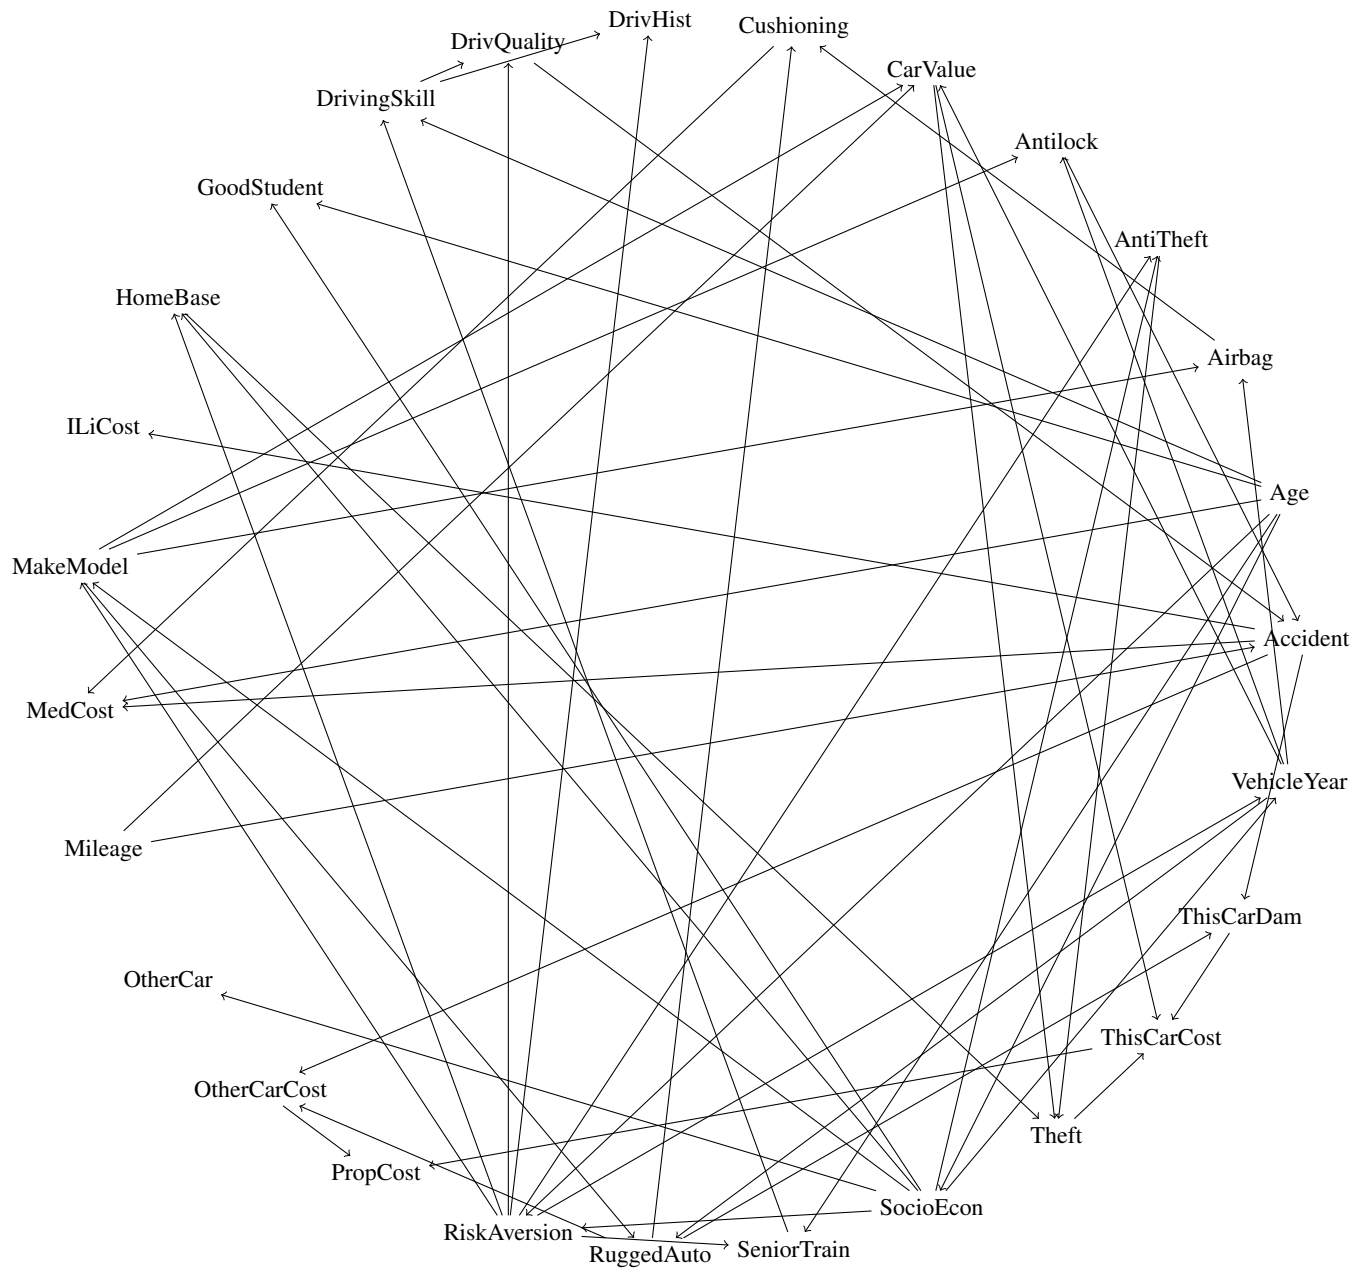 DrivHist
Cushioning
DrivQuality
CarValue
DrivingSkill
Antilock
GoodStudent
AntiTheft
HomeBase
Airbag
ILiCost
Age
MakeModel
Accident
MedCost
VehicleYear
Mileage
ThisCarDam
OtherCar
ThisCarCost
OtherCarCost
Theft
PropCost
SocioEcon
RiskAversion
SeniorTrain
RuggedAuto